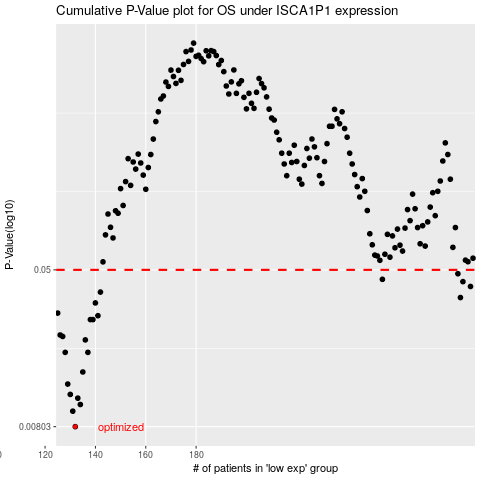 Cumulative P-Value plot for OS under ISCA1P1 expression
P-Value(log10)
0.05
0.00803
optimized
0 120 140 160 180
# of patients in 'low exp' group